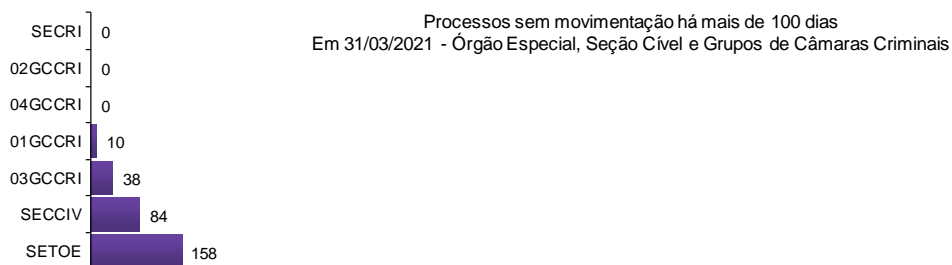 Processos sem movimentação há mais de 100 dias
Em 31/03/2021 - Órgão Especial, Seção Cível e Grupos de Câmaras Criminais
SECRI 0
02GCCRI 0
04GCCRI 0
01GCCRI 10
03GCCRI 38
SECCIV 84
SETOE 158